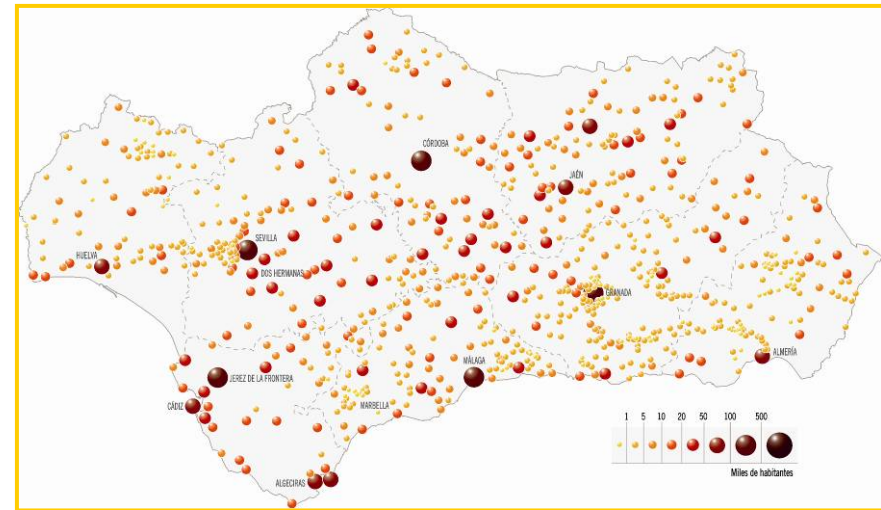 CÓRDOBA
JAÉN
SEVILLA
HUELVA
DOS HERMANAS
GRANADA
ALMERÍA
MÁLAGA
JEREZ DE LA FRONTERA
CÁDIZ
MARBELLA
ALGECIRAS
1 5 10 20 50 100 500
Miles de habitantes